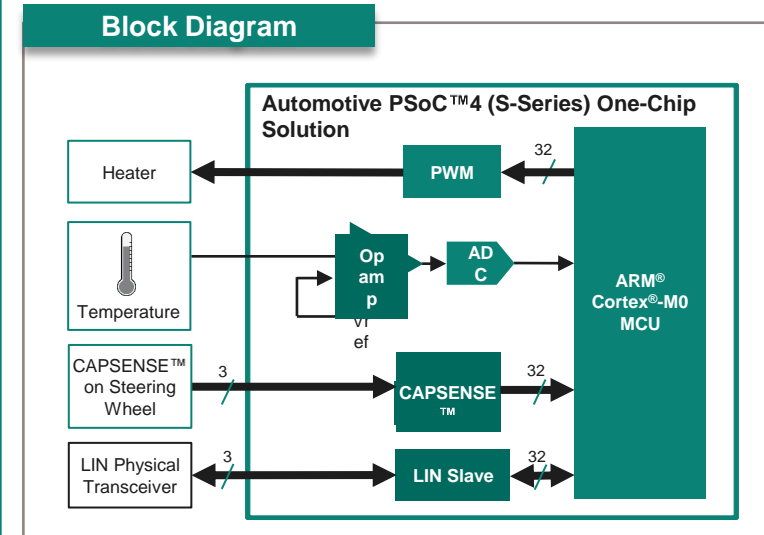 Block Diagram
Automotive PSoC™4 (S-Series) One-Chip
Solution
Heater
PWM
32
Temperature
Op
am
p
Vr
ef
AD
C
ARM®
Cortex®-M0
MCU
CAPSENSE™
on Steering
Wheel
3
CAPSENSE
™
32
LIN Physical
Transceiver
3
LIN Slave
32